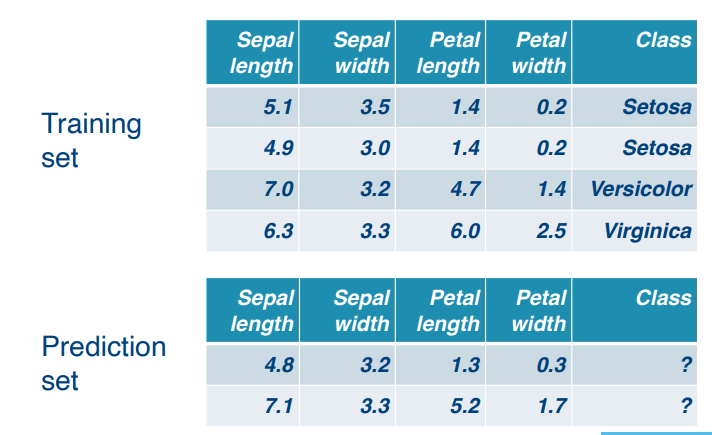 Training
set
Sepal length Sepal width Petal length Petal width Class
5.1 3.5 1.4 0.2 Setosa
4.9 3.0 1.4 0.2 Setosa
7.0 3.2 4.7 1.4 Versicolor
6.3 3.3 6.0 2.5 Virginica
Prediction
set
Sepal length Sepal width Petal length Petal width Class
4.8 3.2 1.3 0.3 ?
7.1 3.3 5.2 1.7 ?